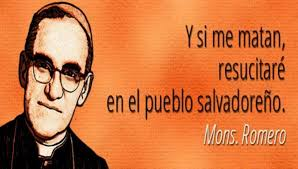 Y si me matan,
resucitaré
en el pueblo salvadoreño.
Mons. Romero